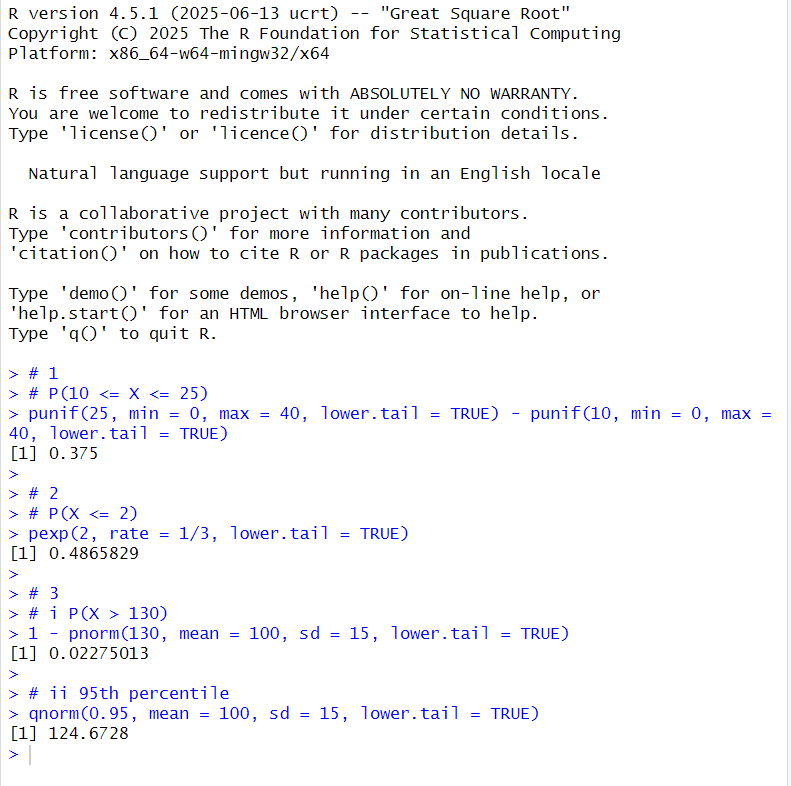 R version 4.5.1 (2025-06-13 ucrt) -- "Great Square Root"
Copyright (C) 2025 The R Foundation for Statistical Computing
Platform: x86_64-w64-mingw32/x64

R is free software and comes with ABSOLUTELY NO WARRANTY.
You are welcome to redistribute it under certain conditions.
Type 'license()' or 'licence()' for distribution details.

  Natural language support but running in an English locale

R is a collaborative project with many contributors.
Type 'contributors()' for more information and
'citation()' on how to cite R or R packages in publications.

Type 'demo()' for some demos, 'help()' for on-line help, or
'help.start()' for an HTML browser interface to help.
Type 'q()' to quit R.

> # 1
> # P(10 <= X <= 25)
> punif(25, min = 0, max = 40, lower.tail = TRUE) - punif(10, min = 0, max =
40, lower.tail = TRUE)
[1] 0.375
>
> # 2
> # P(X <= 2)
> pexp(2, rate = 1/3, lower.tail = TRUE)
[1] 0.4865829
>
> # 3
> # i P(X > 130)
> 1 - pnorm(130, mean = 100, sd = 15, lower.tail = TRUE)
[1] 0.02275013
>
> # ii 95th percentile
> qnorm(0.95, mean = 100, sd = 15, lower.tail = TRUE)
[1] 124.6728
>